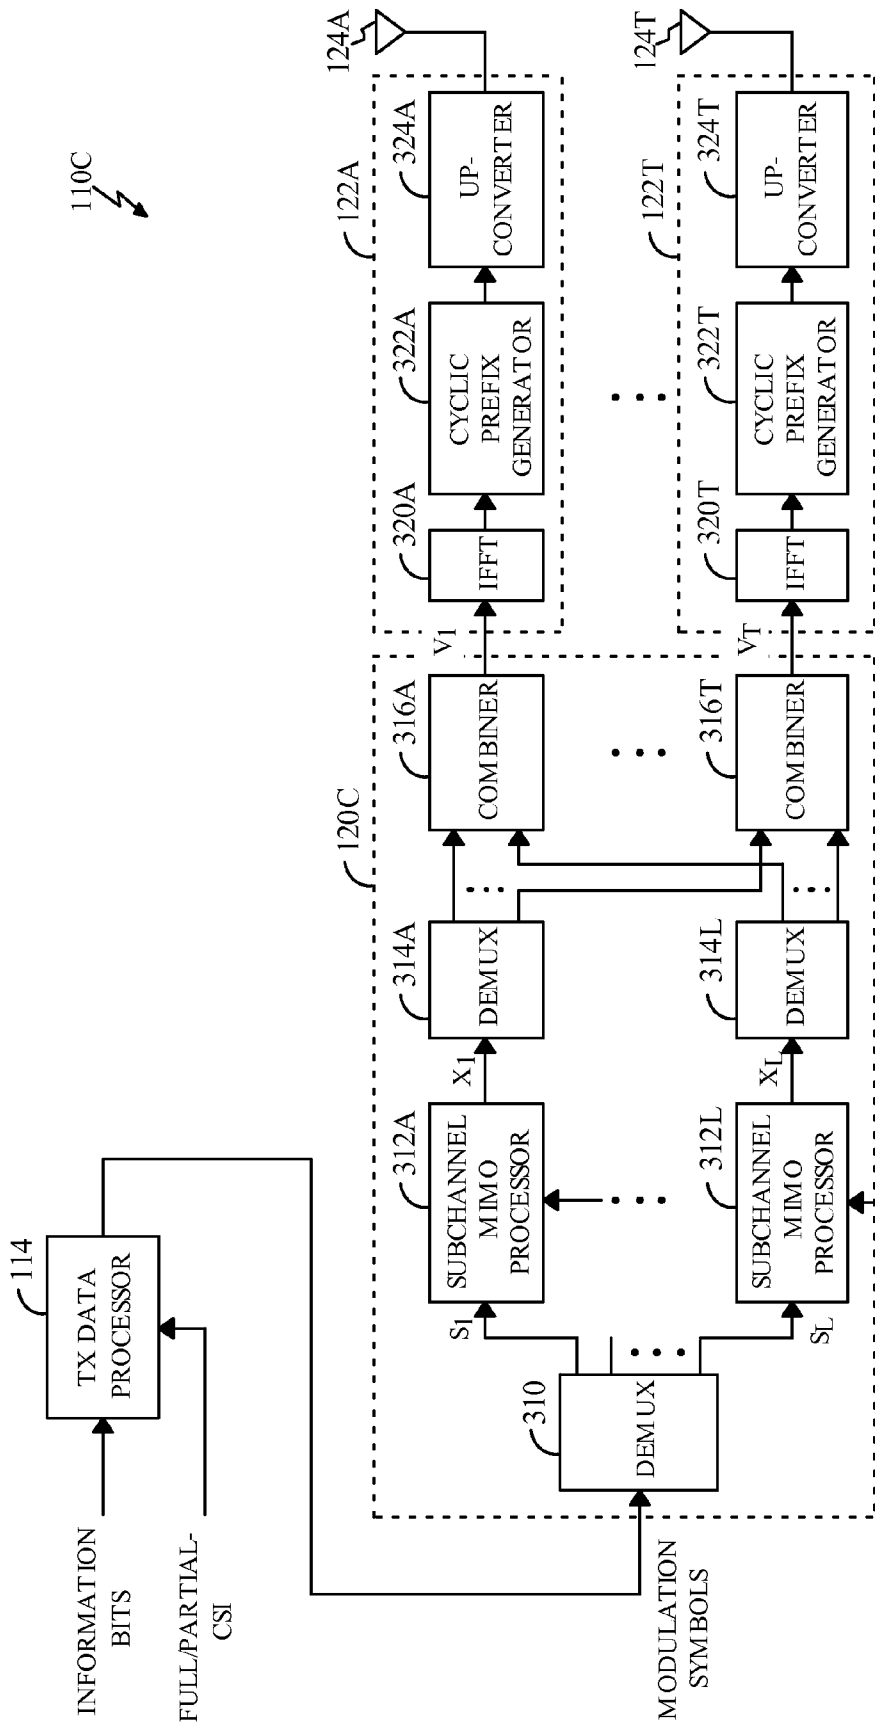 110C
INFORMATION
BITS
FULL/PARTIAL-
CSI
TX DATA
PROCESSOR
114
MODULATION
SYMBOLS
DEMUX
310
120C
S1
SUBCHANNEL
MIMO
PROCESSOR
312A
X1
DEMUX
314A
COMBINER
316A
V1
122A
IFFT
320A
CYCLIC
PREFIX
GENERATOR
322A
UP-
CONVERTER
324A
124A
SL
SUBCHANNEL
MIMO
PROCESSOR
312L
XL
DEMUX
314L
COMBINER
316T
VT
122T
IFFT
320T
CYCLIC
PREFIX
GENERATOR
322T
UP-
CONVERTER
324T
124T